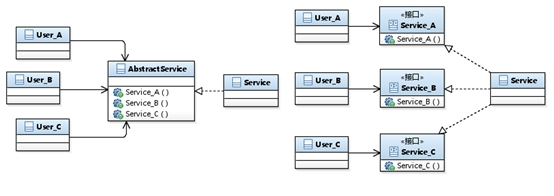 User_A
User_B
User_C
AbstractService
Service_A ( )
Service_B ( )
Service_C ( )
Service
User_A
«接口»
Service_A
Service_A ( )
User_B
«接口»
Service_B
Service_B ( )
Service
User_C
«接口»
Service_C
Service_C ( )